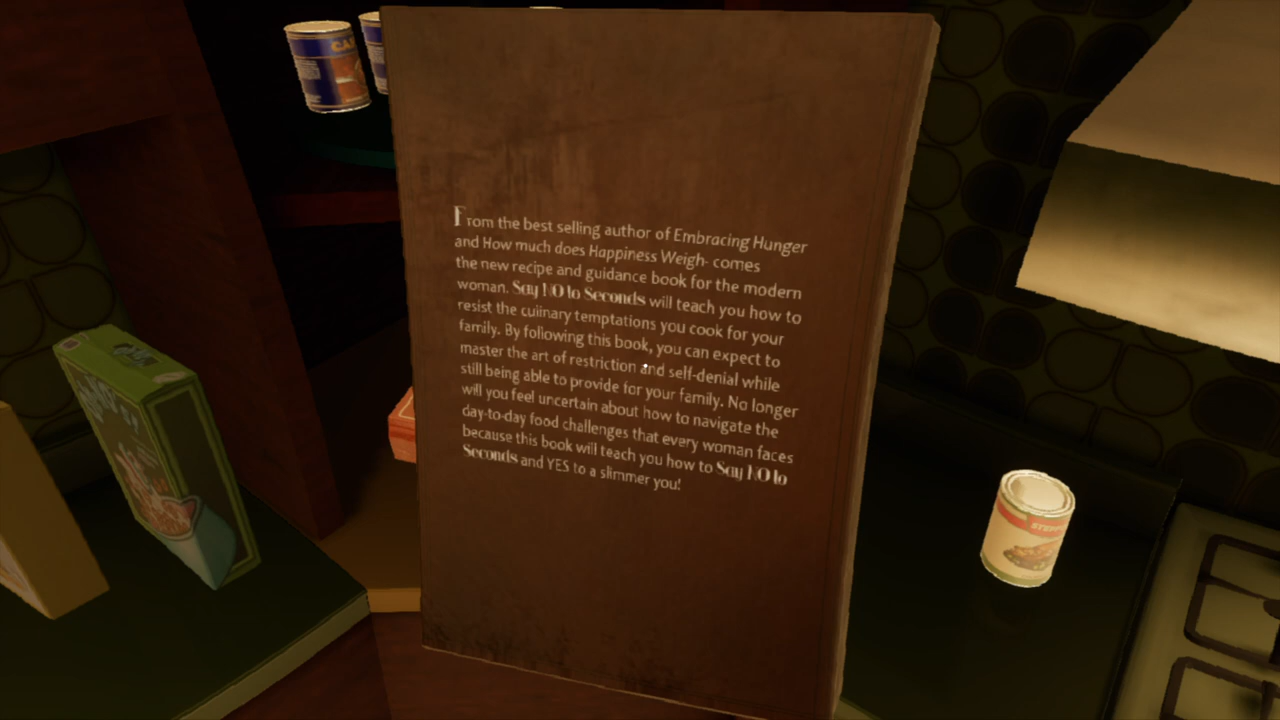 CA
From the best selling author of Embracing Hunger
and How much does Happiness Weigh- comes
the new recipe and guidance book for the modern
woman. Say NO to Seconds will teach you how to
resist the cuinary temptations you cook for your
family. By following this book, you can expect to
master the art of restriction and self-denial while
still being able to provide for your family. No longer
will you feel uncertain about how to navigate the
day-to-day food challenges that every woman faces
because this book will teach you how to Say NO to
Seconds and YES to a slimmer you!